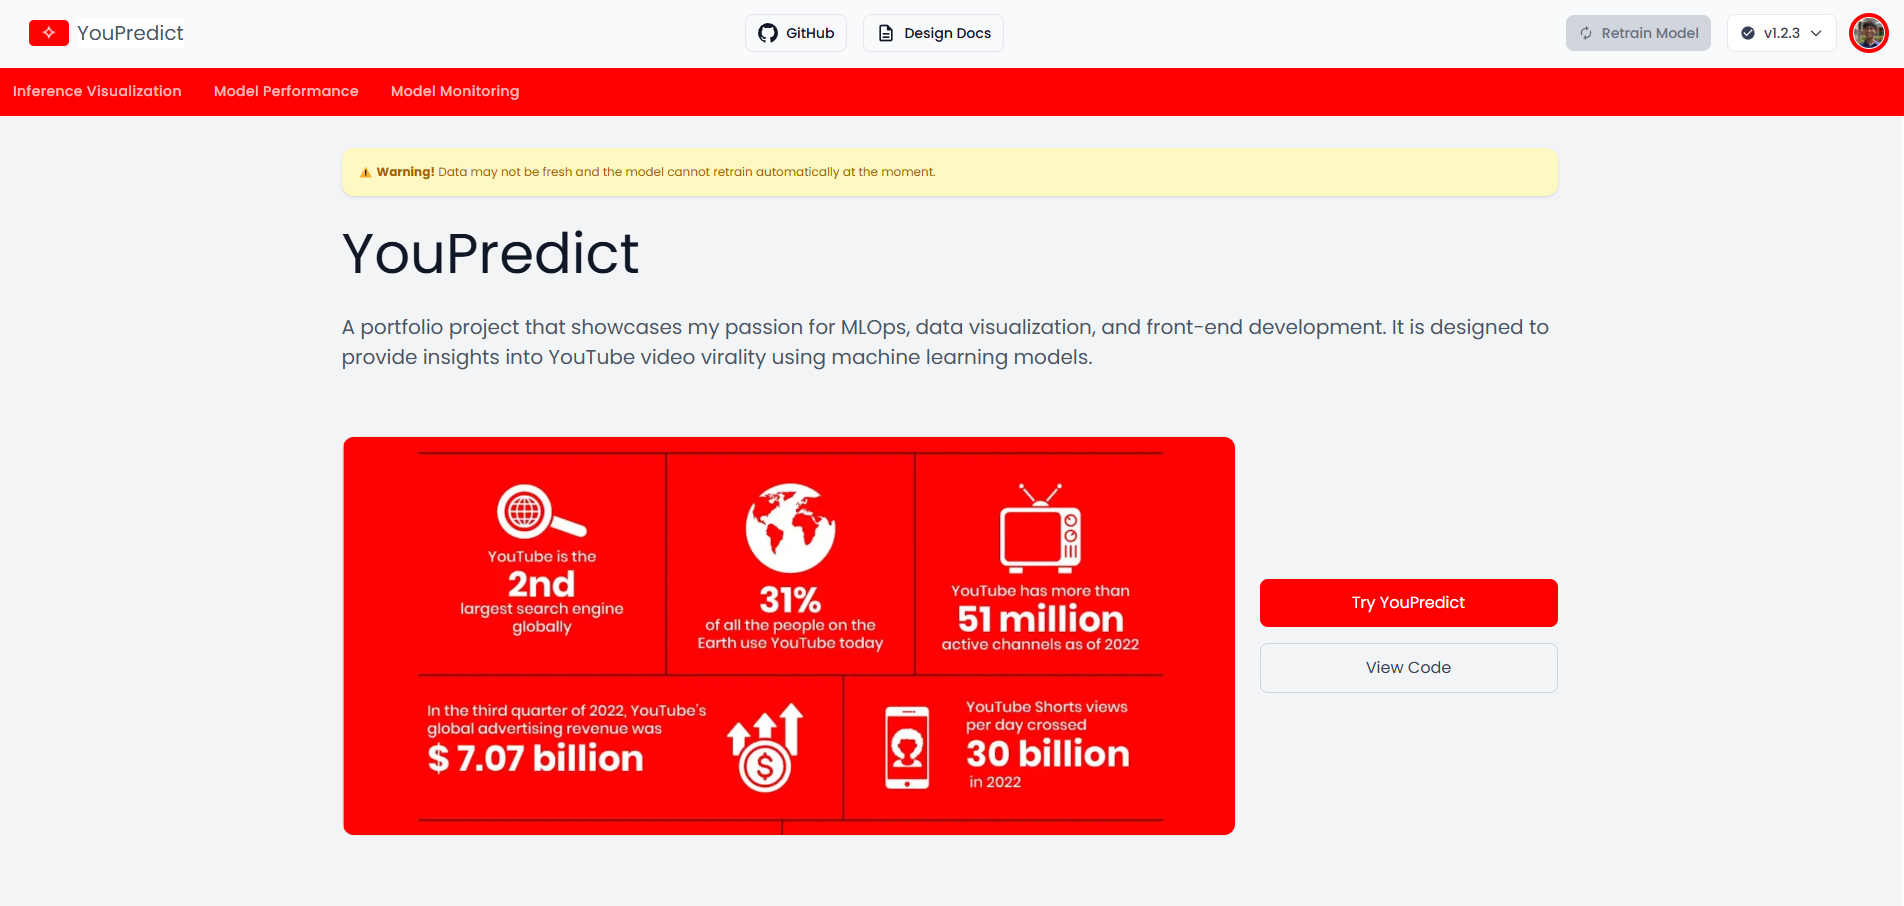 YouPredict
GitHub
Design Docs
Retrain Model
v1.2.3
Inference Visualization
Model Performance
Model Monitoring
Warning! Data may not be fresh and the model cannot retrain automatically at the moment.
YouPredict
A portfolio project that showcases my passion for MLOps, data visualization, and front-end development. It is designed to
provide insights into YouTube video virality using machine learning models.
YouTube is the
2nd
largest search engine
globally
31%
of all the people on the
Earth use YouTube today
YouTube has more than
51 million
active channels as of 2022
In the third quarter of 2022, YouTube's
global advertising revenue was
$ 7.07 billion
YouTube Shorts views
per day crossed
30 billion
in 2022
Try YouPredict
View Code